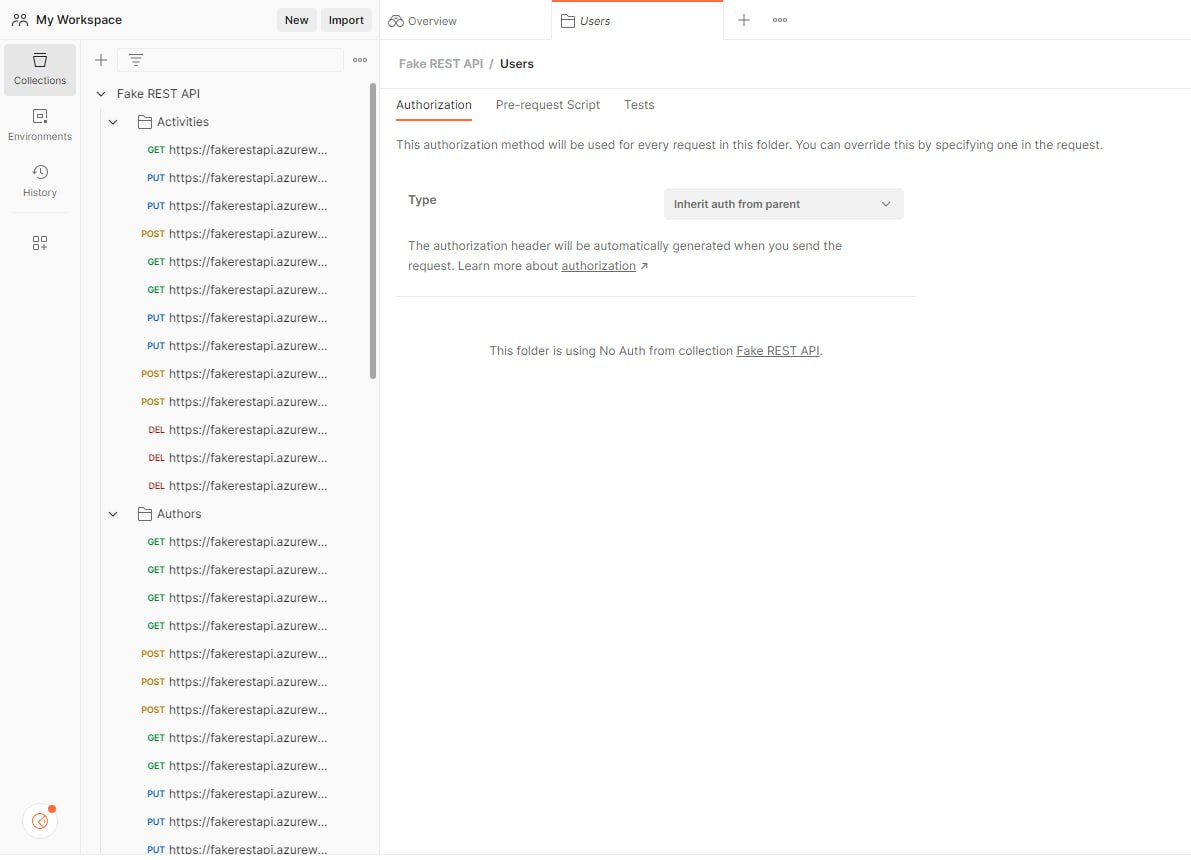 My Workspace
New
Import
Overview
Users
Collections
Environments
History
Fake REST API
Activities
GET https://fakerestapi.azurew...
PUT https://fakerestapi.azurew...
PUT https://fakerestapi.azurew...
POST https://fakerestapi.azurew...
GET https://fakerestapi.azurew...
GET https://fakerestapi.azurew...
PUT https://fakerestapi.azurew...
PUT https://fakerestapi.azurew...
POST https://fakerestapi.azurew...
POST https://fakerestapi.azurew...
DEL https://fakerestapi.azurew...
DEL https://fakerestapi.azurew...
DEL https://fakerestapi.azurew...
Authors
GET https://fakerestapi.azurew...
GET https://fakerestapi.azurew...
GET https://fakerestapi.azurew...
GET https://fakerestapi.azurew...
POST https://fakerestapi.azurew...
POST https://fakerestapi.azurew...
POST https://fakerestapi.azurew...
GET https://fakerestapi.azurew...
GET https://fakerestapi.azurew...
PUT https://fakerestapi.azurew...
PUT https://fakerestapi.azurew...
PUT https://fakerestapi.azurew...
Fake REST API / Users
Authorization
Pre-request Script
Tests
This authorization method will be used for every request in this folder. You can override this by specifying one in the request.
Type
Inherit auth from parent
The authorization header will be automatically generated when you send the
request. Learn more about authorization ↗
This folder is using No Auth from collection Fake REST API.